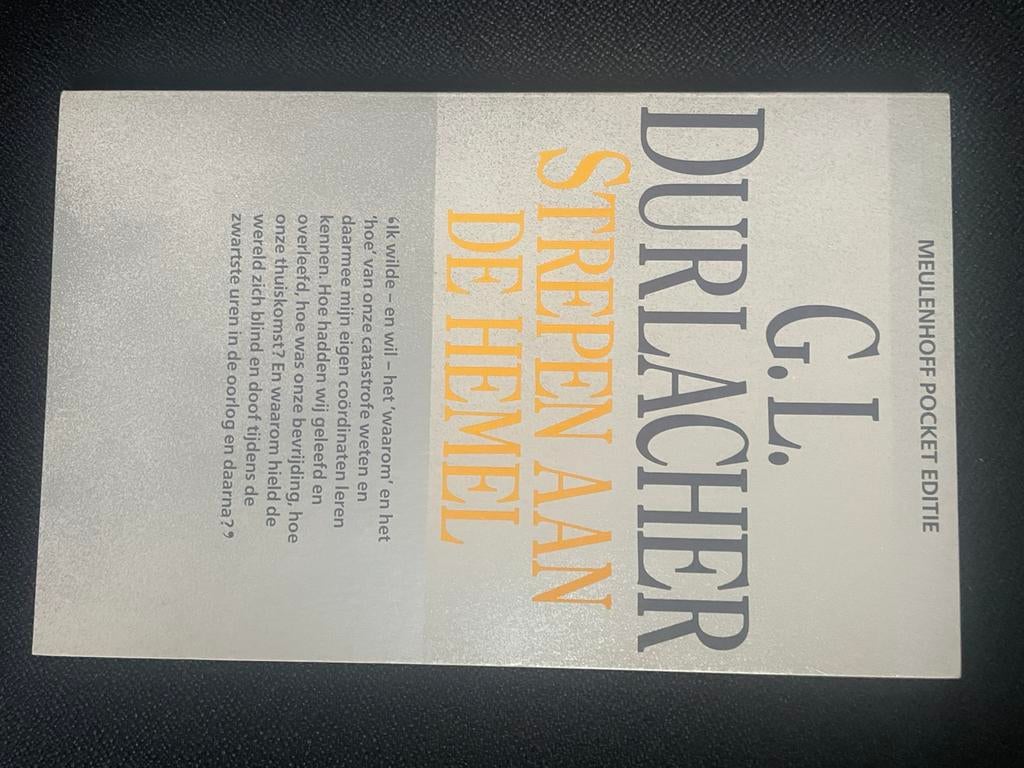 MEULENHOFF POCKET EDITIE
G.L.
DURLACHER
STREPEN AAN
DE HEMEL
❛Ik wilde – en wil – het ‘waarom’ en het
‘hoe’ van onze catastrofe weten en
daarmee mijn eigen coördinaten leren
kennen. Hoe hadden wij geleefd en
overleefd, hoe was onze bevrijding, hoe
onze thuiskomst? En waarom hield de
wereld zich blind en doof tijdens de
zwartste uren in de oorlog en daarna?❜